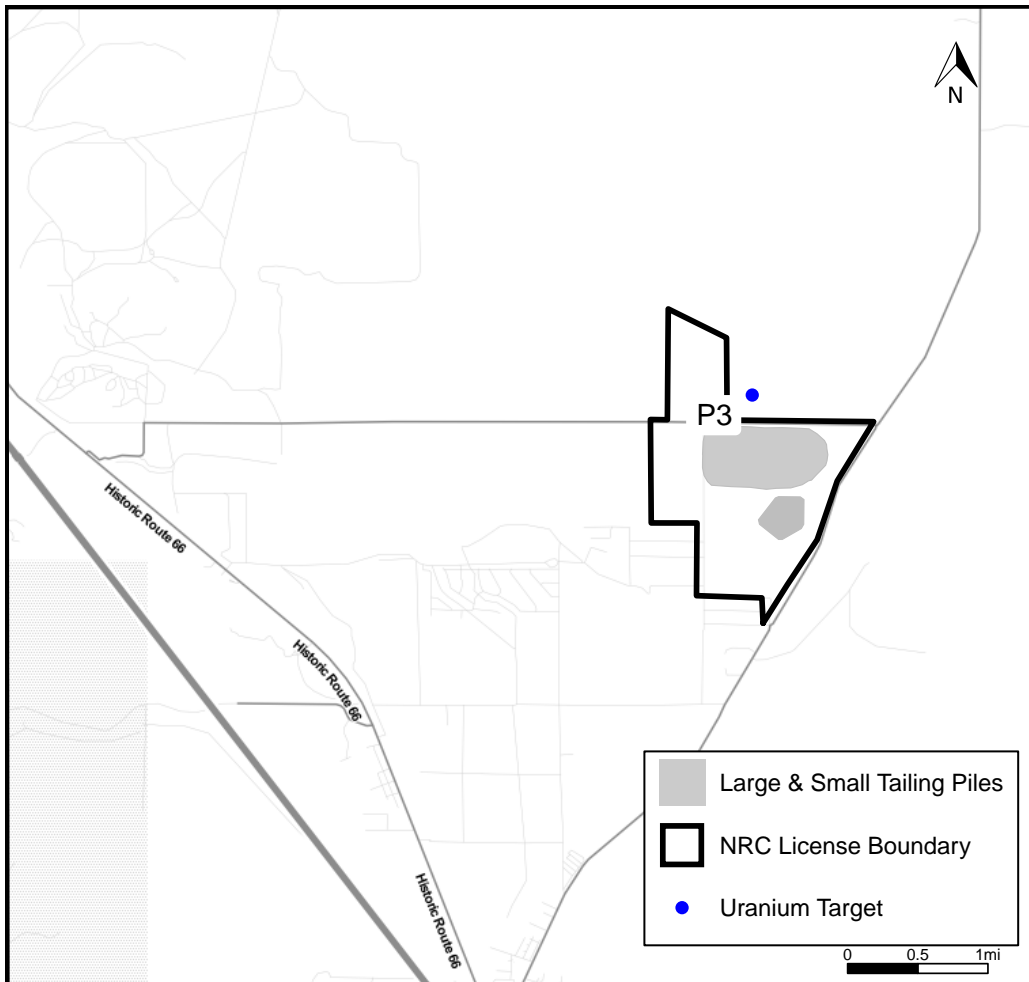 N
P3
Historic Route 66
Historic Route 66
Historic Route 66
Large & Small Tailing Piles
NRC License Boundary
Uranium Target
0 0.5 1mi